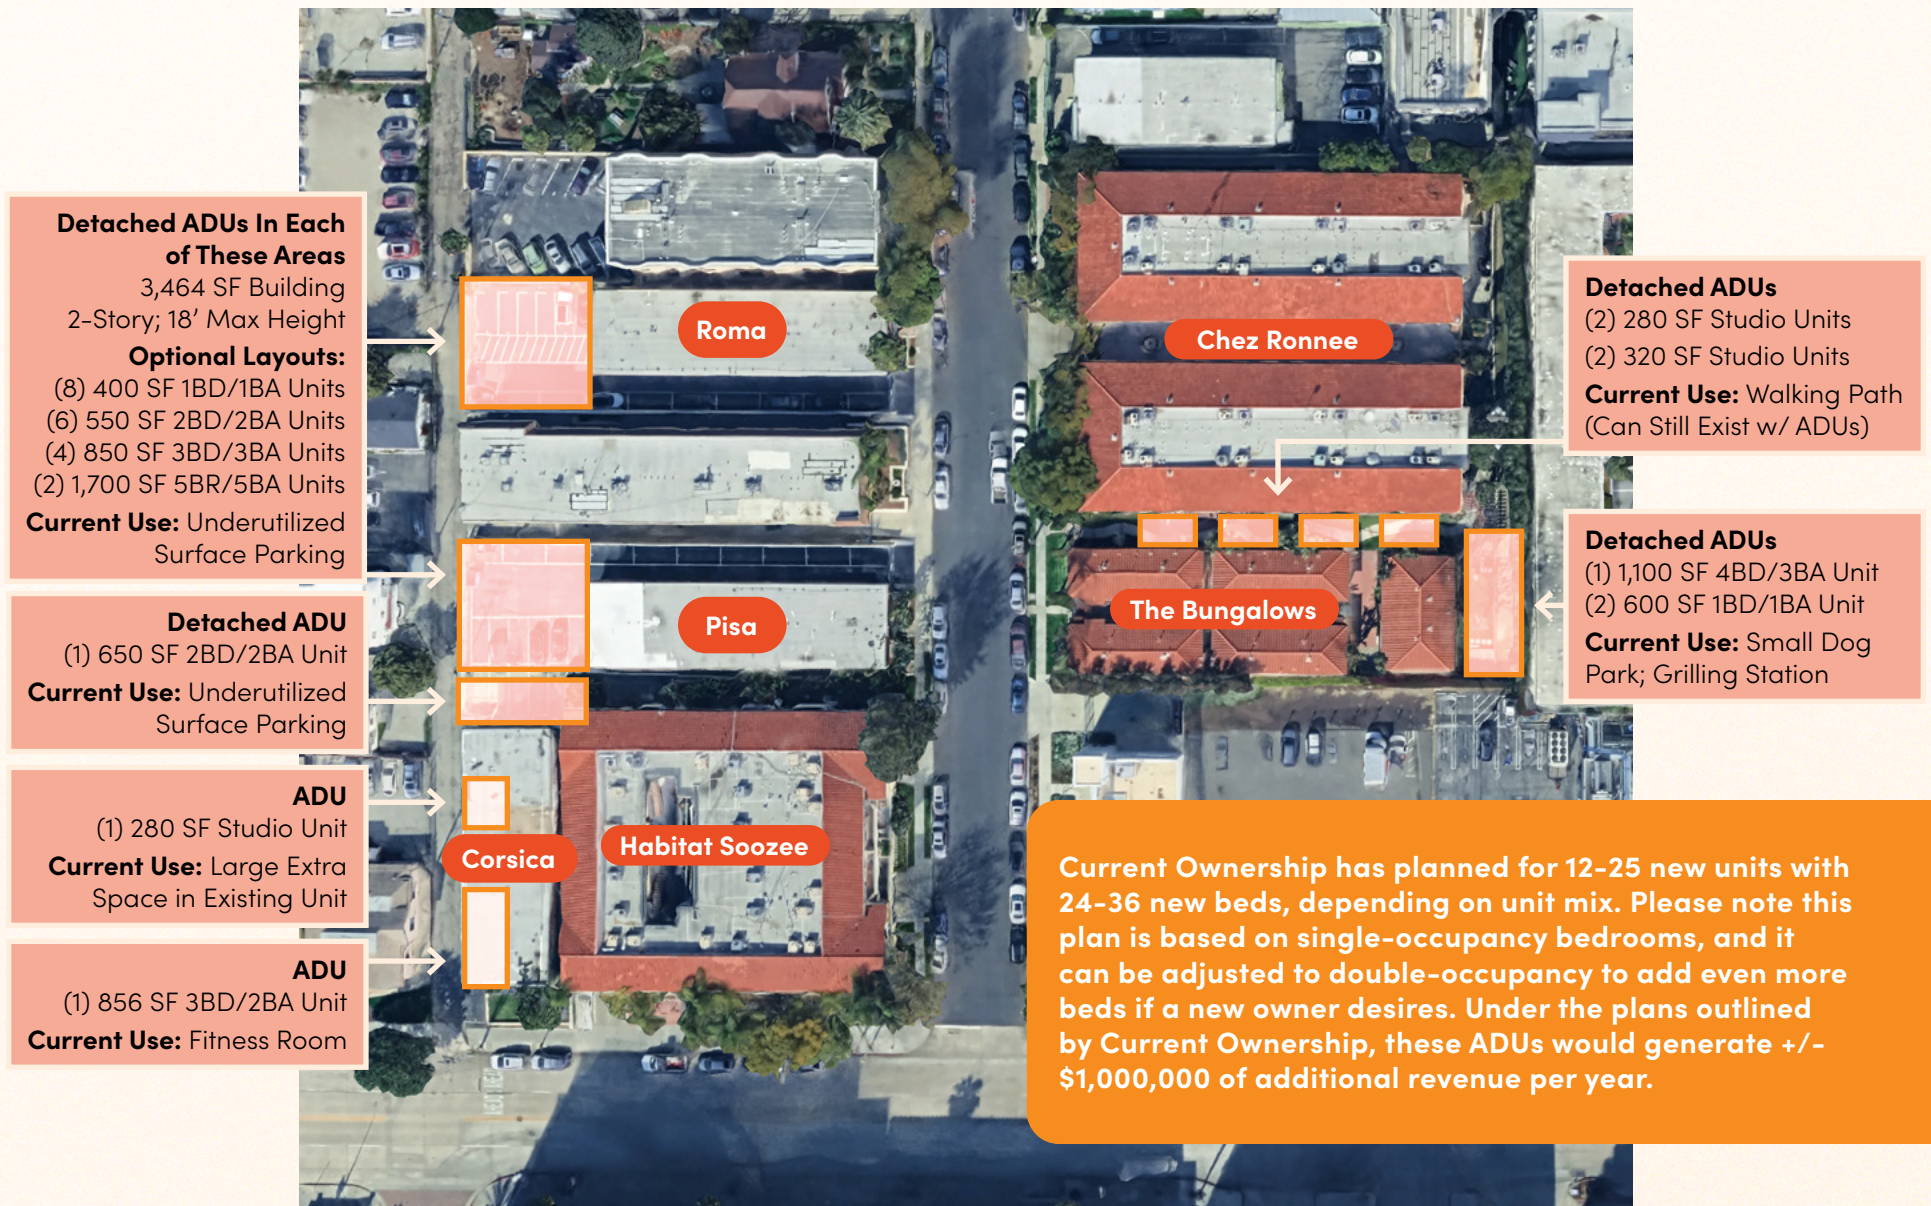 Detached ADUs In Each
of These Areas
3,464 SF Building
2-Story; 18’ Max Height
Optional Layouts:
(8) 400 SF 1BD/1BA Units
(6) 550 SF 2BD/2BA Units
(4) 850 SF 3BD/3BA Units
(2) 1,700 SF 5BR/5BA Units
Current Use: Underutilized
Surface Parking
Detached ADU
(1) 650 SF 2BD/2BA Unit
Current Use: Underutilized
Surface Parking
ADU
(1) 280 SF Studio Unit
Current Use: Large Extra
Space in Existing Unit
ADU
(1) 856 SF 3BD/2BA Unit
Current Use: Fitness Room
Roma
Pisa
Corsica
Habitat Soozee
Chez Ronnee
The Bungalows
Detached ADUs
(2) 280 SF Studio Units
(2) 320 SF Studio Units
Current Use: Walking Path
(Can Still Exist w/ ADUs)
Detached ADUs
(1) 1,100 SF 4BD/3BA Unit
(2) 600 SF 1BD/1BA Unit
Current Use: Small Dog
Park; Grilling Station
Current Ownership has planned for 12-25 new units with
24-36 new beds, depending on unit mix. Please note this
plan is based on single-occupancy bedrooms, and it
can be adjusted to double-occupancy to add even more
beds if a new owner desires. Under the plans outlined
by Current Ownership, these ADUs would generate +/-
$1,000,000 of additional revenue per year.